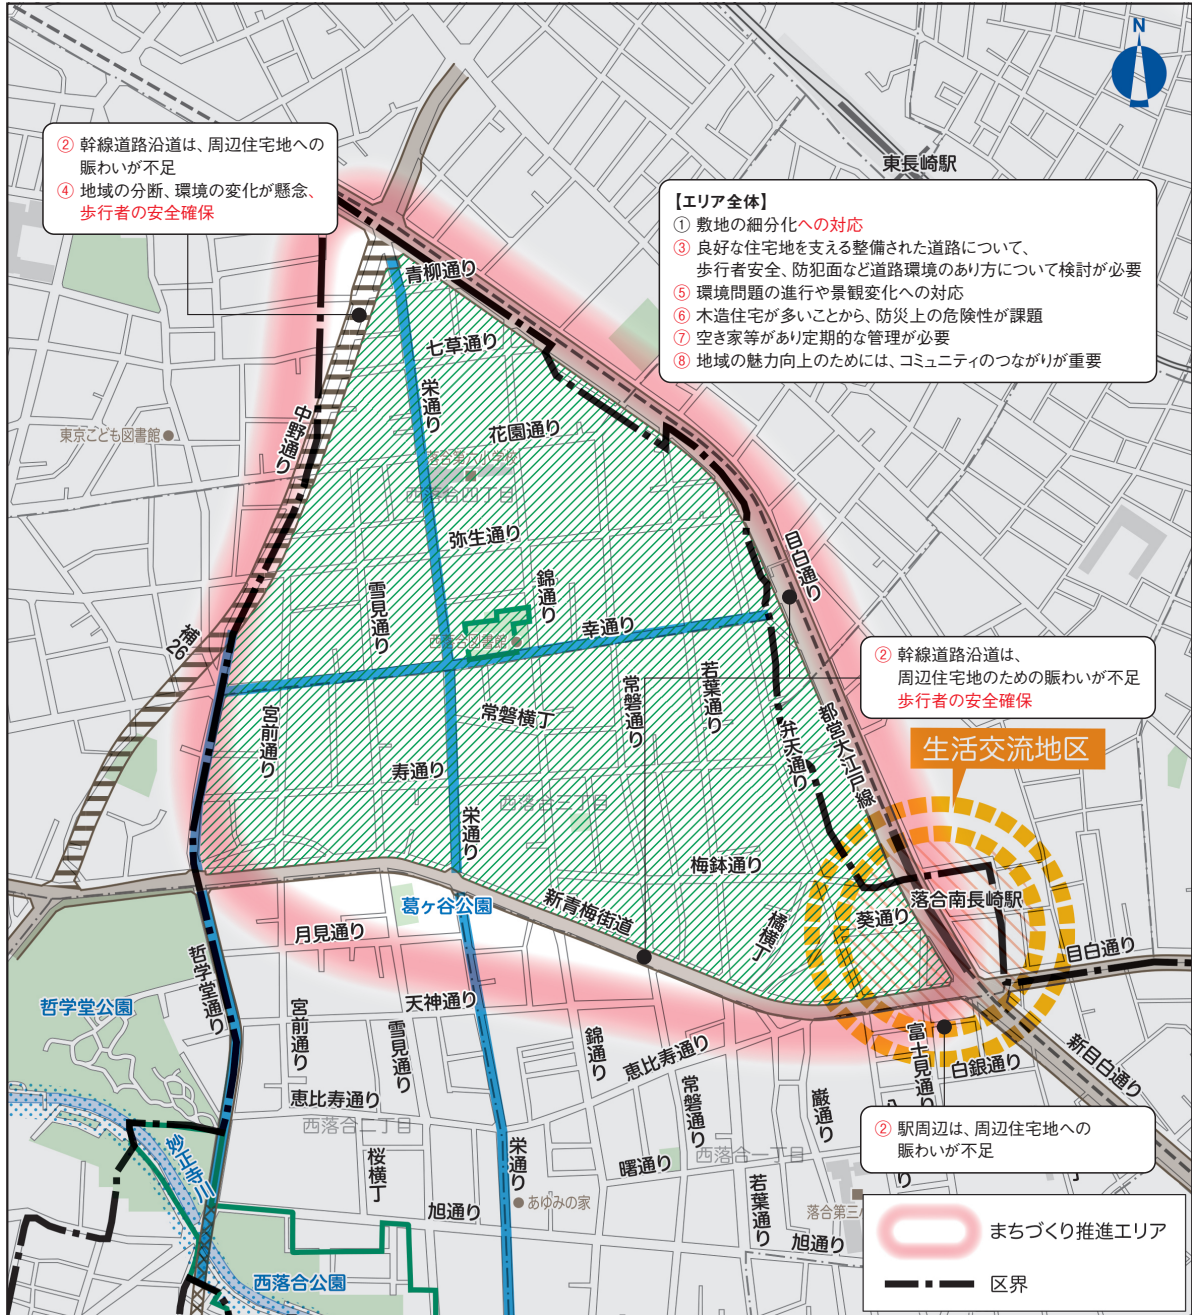 N
東長崎駅
② 幹線道路沿道は、周辺住宅地への
賑わいが不足
④ 地域の分断、環境の変化が懸念、
歩行者の安全確保
【エリア全体】
① 敷地の細分化への対応
③ 良好な住宅地を支える整備された道路について、
歩行者安全、防犯面など道路環境のあり方について検討が必要
⑤ 環境問題の進行や景観変化への対応
⑥ 木造住宅が多いことから、防災上の危険性が課題
⑦ 空き家等があり定期的な管理が必要
⑧ 地域の魅力向上のためには、コミュニティのつながりが重要
青柳通り
七草通り
栄通り
中野通り
東京こども図書館
花園通り
落合第六小学校
西落合四丁目
弥生通り
目白通り
雪見通り
錦通り
幸通り
西落合図書館
補26
若葉通り
常磐通り
② 幹線道路沿道は、
周辺住宅地のための賑わいが不足
歩行者の安全確保
宮前通り
常磐横丁
弁天通り
都営大江戸線
生活交流地区
寿通り
西落合三丁目
栄通り
梅鉢通り
落合南長崎駅
葛ヶ谷公園
新青梅街道
橘横丁
葵通り
月見通り
目白通り
哲学堂通り
哲学堂公園
天神通り
宮前通り
雪見通り
錦通り
恵比寿通り
富士見通り
白銀通り
新目白通り
常磐通り
巌通り
恵比寿通り
西落合二丁目
② 駅周辺は、周辺住宅地への
賑わいが不足
妙正寺川
桜横丁
栄通り
曙通り
西落合一丁目
若葉通り
り
あゆみの家
旭通り
落合第三小
旭通り
西落合公園
まちづくり推進エリア
区界